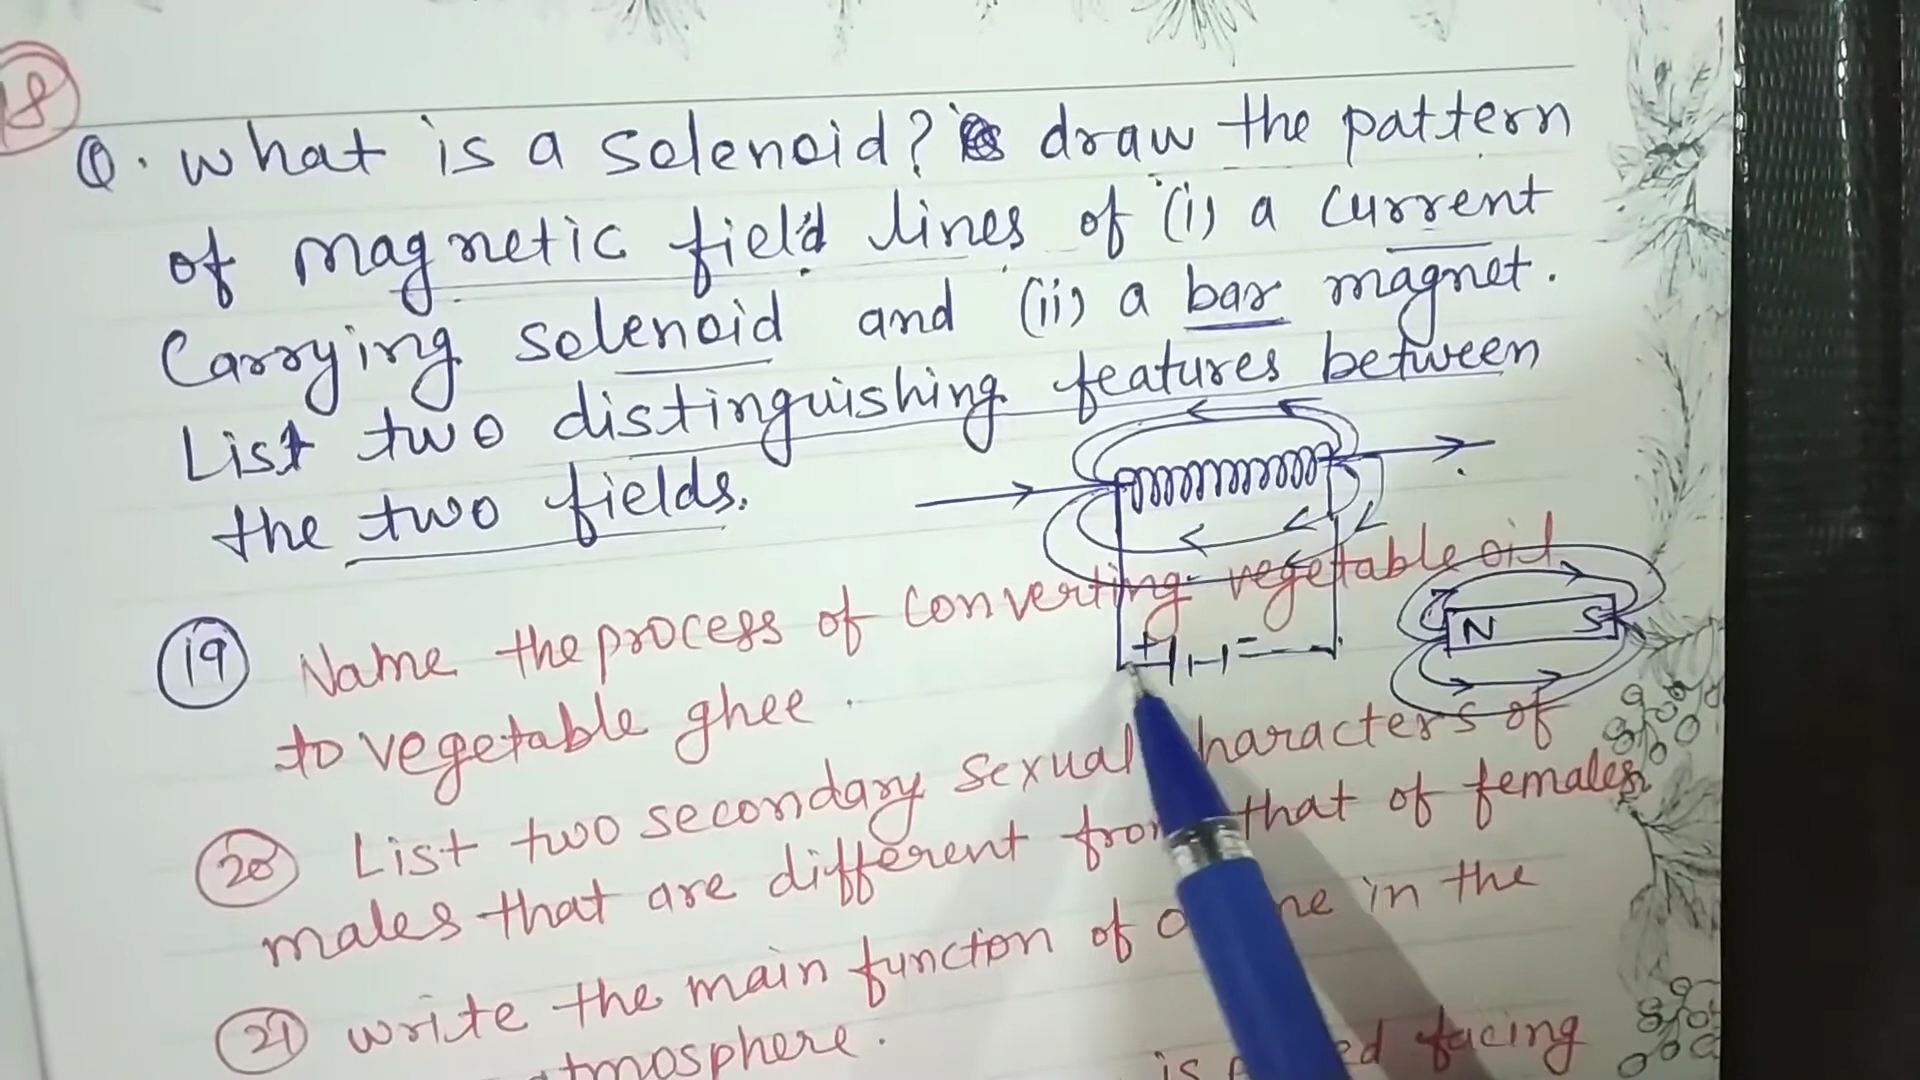 18
Q. What is a solenoid? draw the pattern
of magnetic field lines of (i) a current
Carrying solenoid and (ii) a bar magnet.
List two distinguishing features between
the two fields.
19 Name the process of converting vegetable oil
N S
+ -
to vegetable ghee.
20 List two secondary sexual characters of
males that are different from that of females.
21 write the main function of in the
atmosphere.
is facing